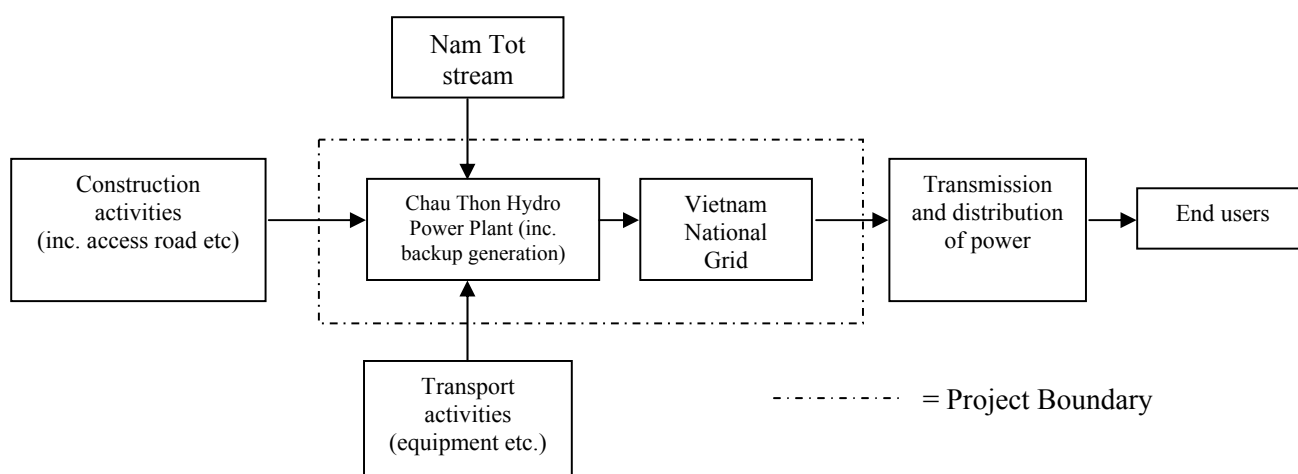 Nam Tot
stream
Construction
activities
(inc. access road etc)
Chau Thon Hydro
Power Plant (inc.
backup generation)
Vietnam
National
Grid
Transmission
and distribution
of power
End users
Transport
activities
(equipment etc.)
= Project Boundary